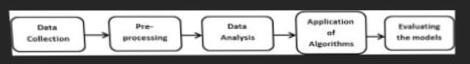 Data
Collection
Pre-
processing
Data
Analysis
Application
of
Algorithms
Evaluating
the models